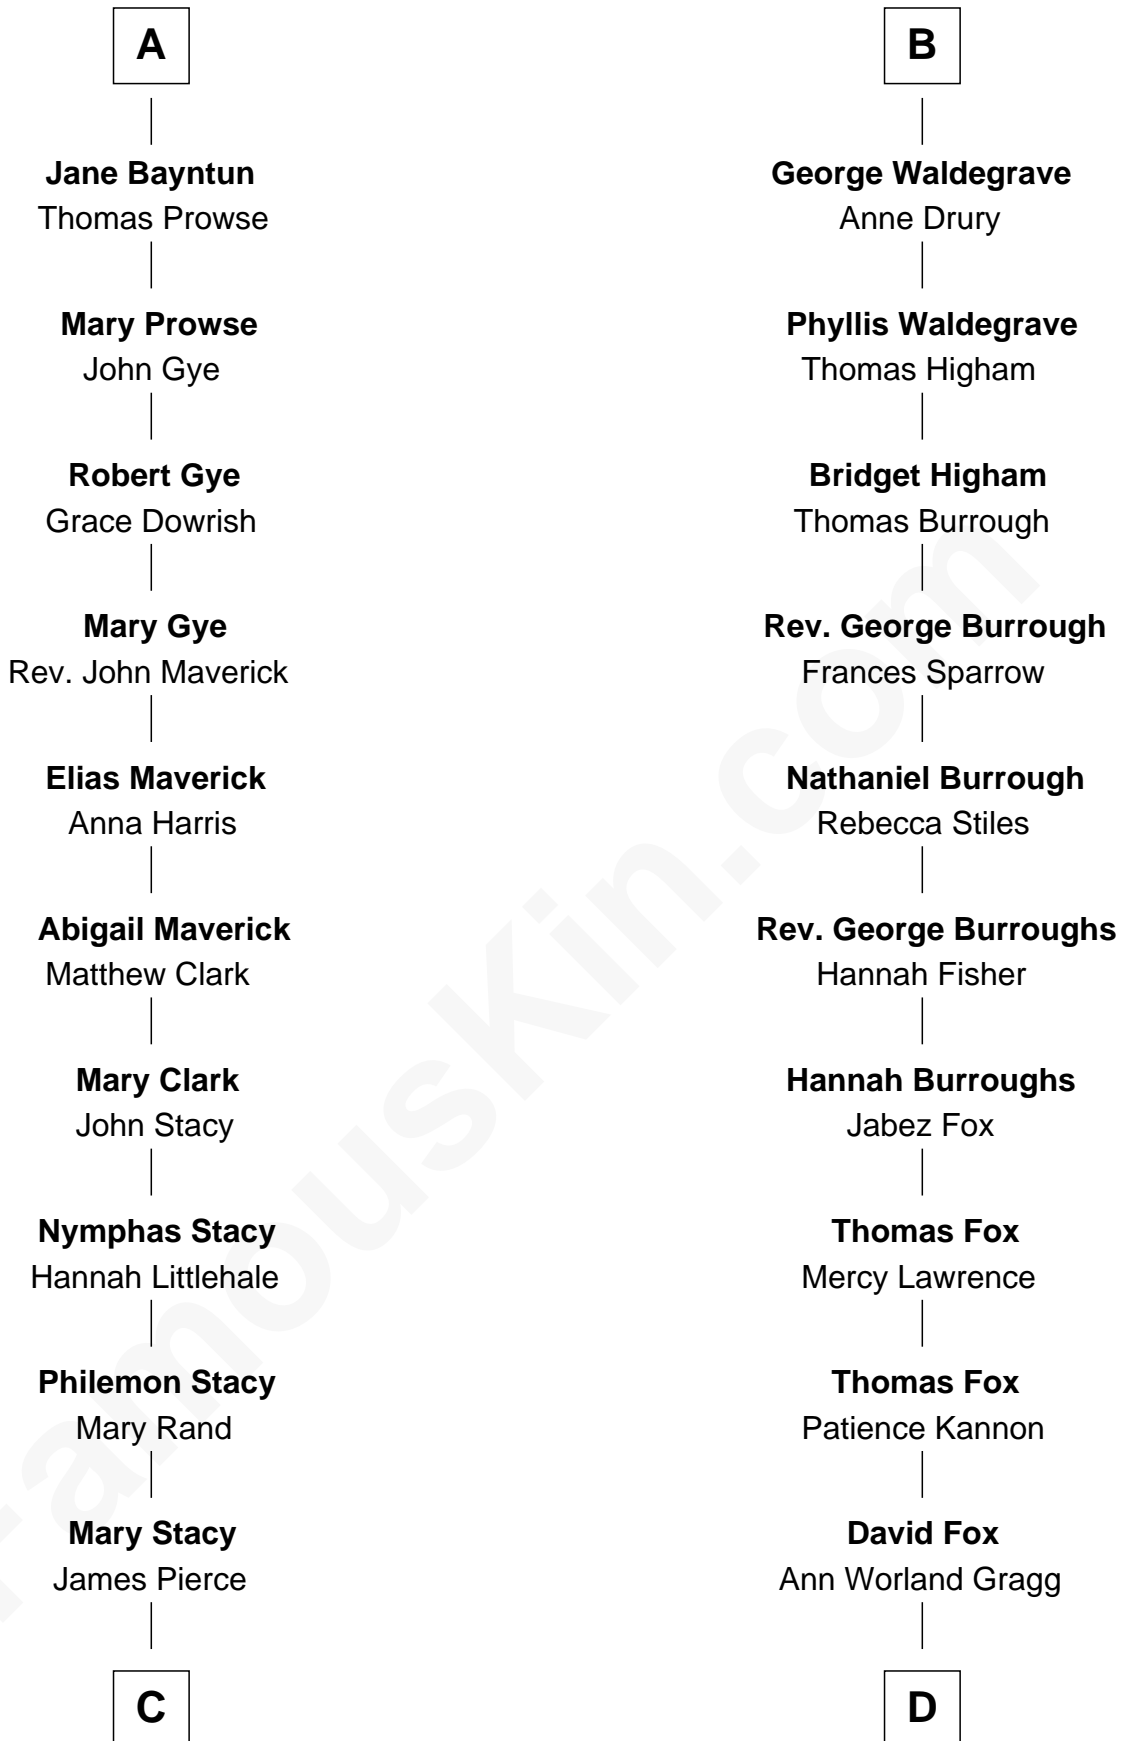 A
Jane Bayntun
Thomas Prowse
Mary Prowse
John Gye
Robert Gye
Grace Dowrish
Mary Gye
Rev. John Maverick
Elias Maverick
Anna Harris
Abigail Maverick
Matthew Clark
Mary Clark
John Stacy
Nymphas Stacy
Hannah Littlehale
Philemon Stacy
Mary Rand
Mary Stacy
James Pierce
C
B
George Waldegrave
Anne Drury
Phyllis Waldegrave
Thomas Higham
Bridget Higham
Thomas Burrough
Rev. George Burrough
Frances Sparrow
Nathaniel Burrough
Rebecca Stiles
Rev. George Burroughs
Hannah Fisher
Hannah Burroughs
Jabez Fox
Thomas Fox
Mercy Lawrence
Thomas Fox
Patience Kannon
David Fox
Ann Worland Gragg
D
FamousKin.com